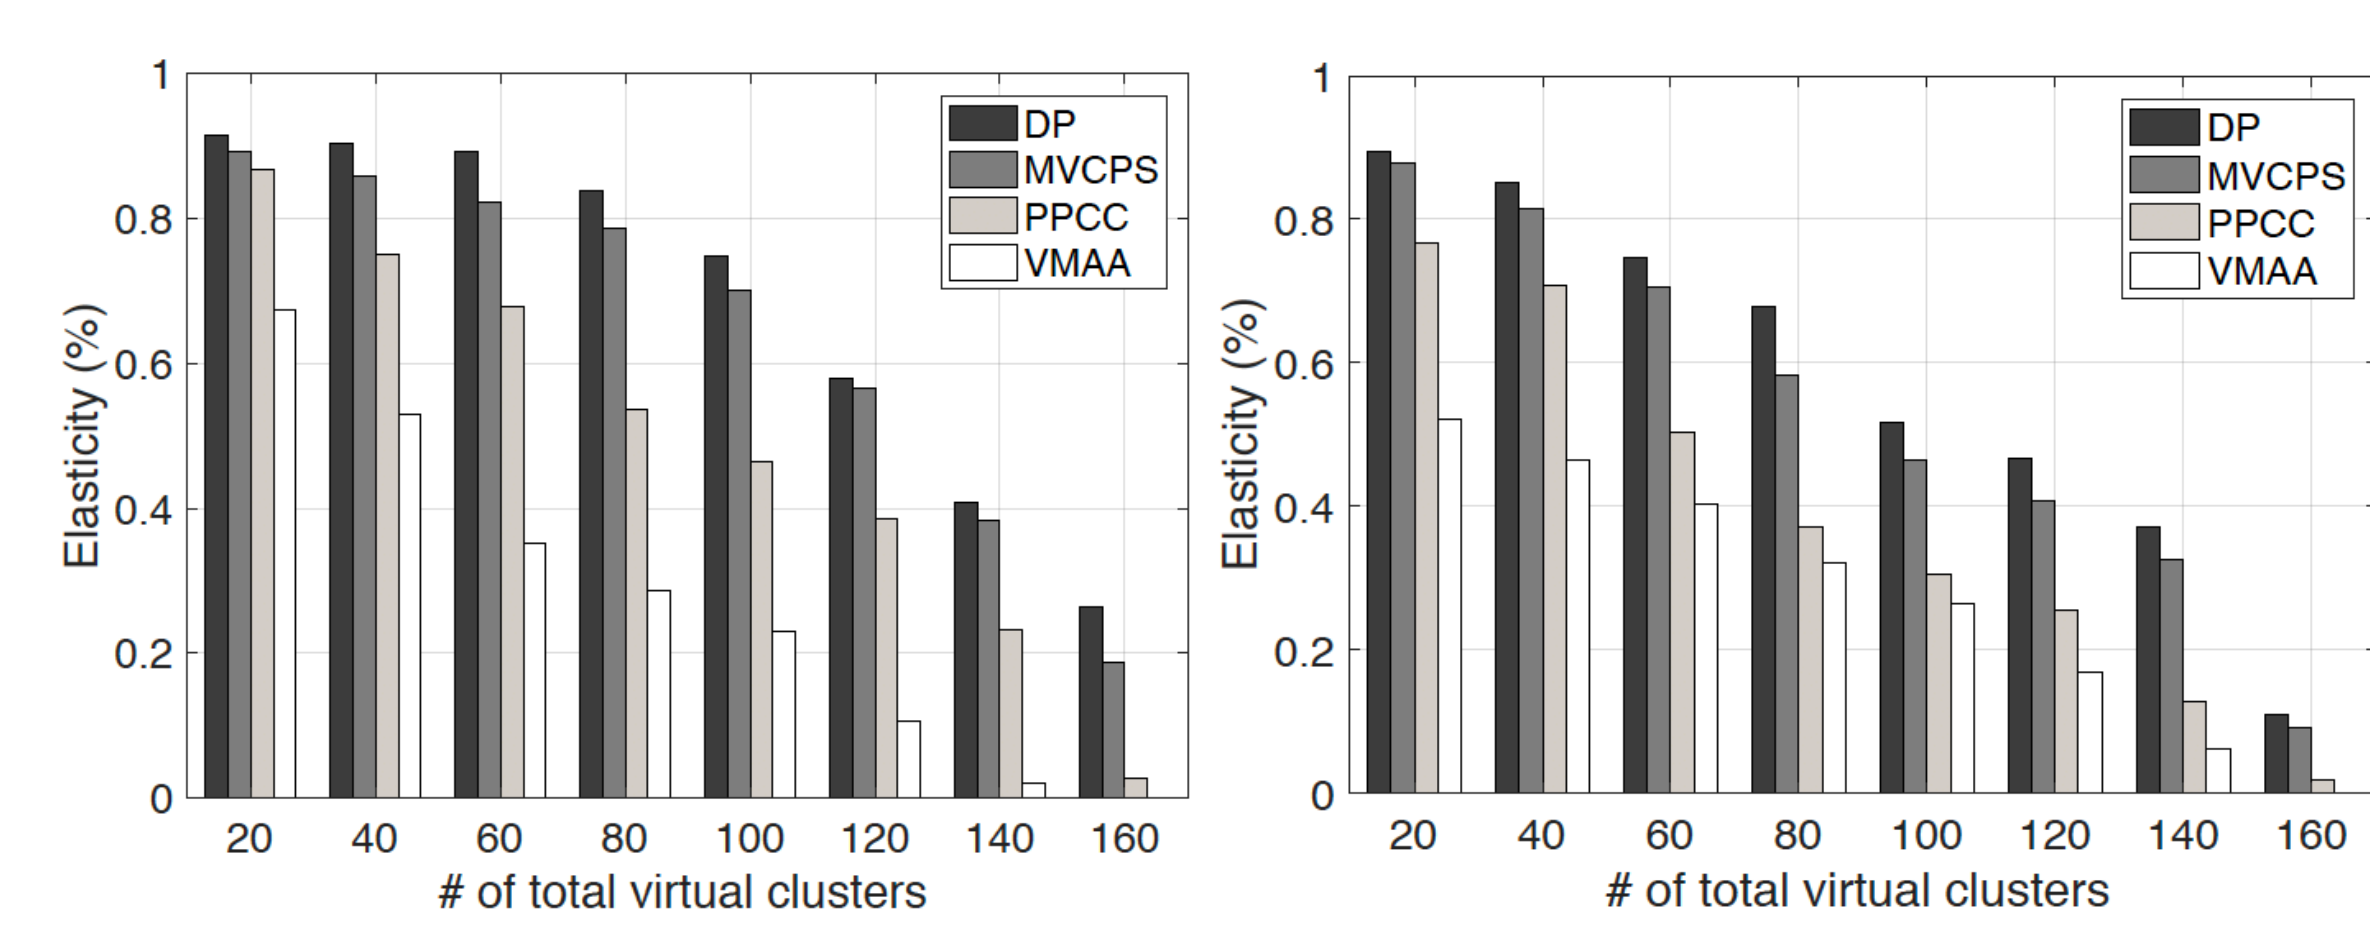 1
0.8
0.6
0.4
0.2
0
Elasticity (%)
DP
MVCPS
PPCC
VMAA
20 40 60 80 100 120 140 160
# of total virtual clusters
1
0.8
0.6
0.4
0.2
0
Elasticity (%)
DP
MVCPS
PPCC
VMAA
20 40 60 80 100 120 140 160
# of total virtual clusters